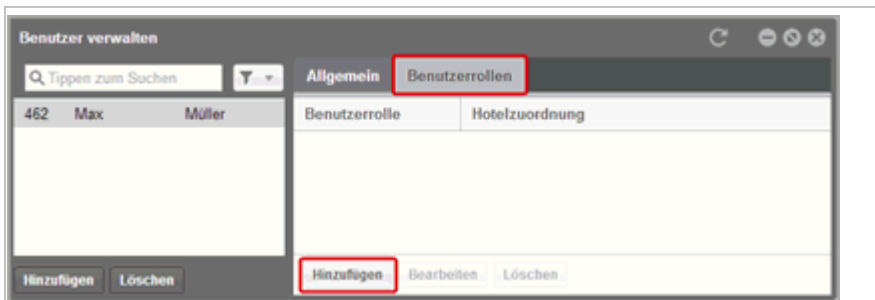 Benutzer verwalten
Tippen zum Suchen
Allgemein Benutzerrollen
462 Max Müller
Benutzerrolle Hotelzuordnung
Hinzufügen Löschen
Hinzufügen Bearbeiten Löschen